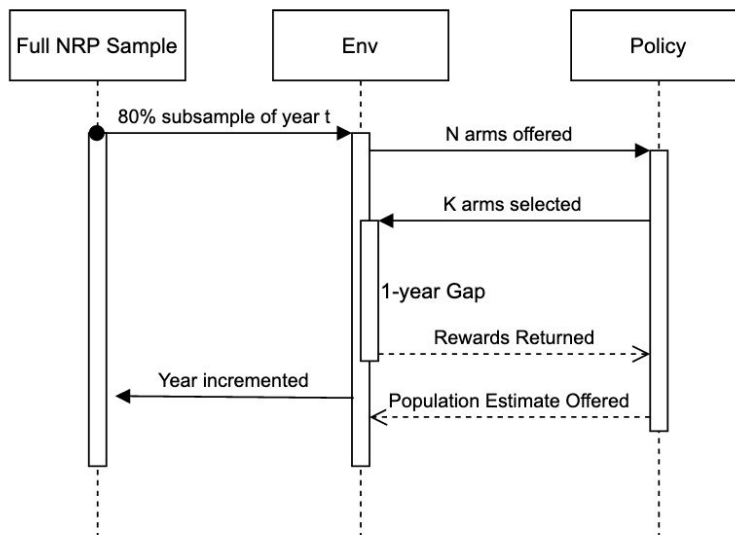 Full NRP Sample
Env
Policy
80% subsample of year t
N arms offered
K arms selected
1-year Gap
Rewards Returned
Year incremented
Population Estimate Offered